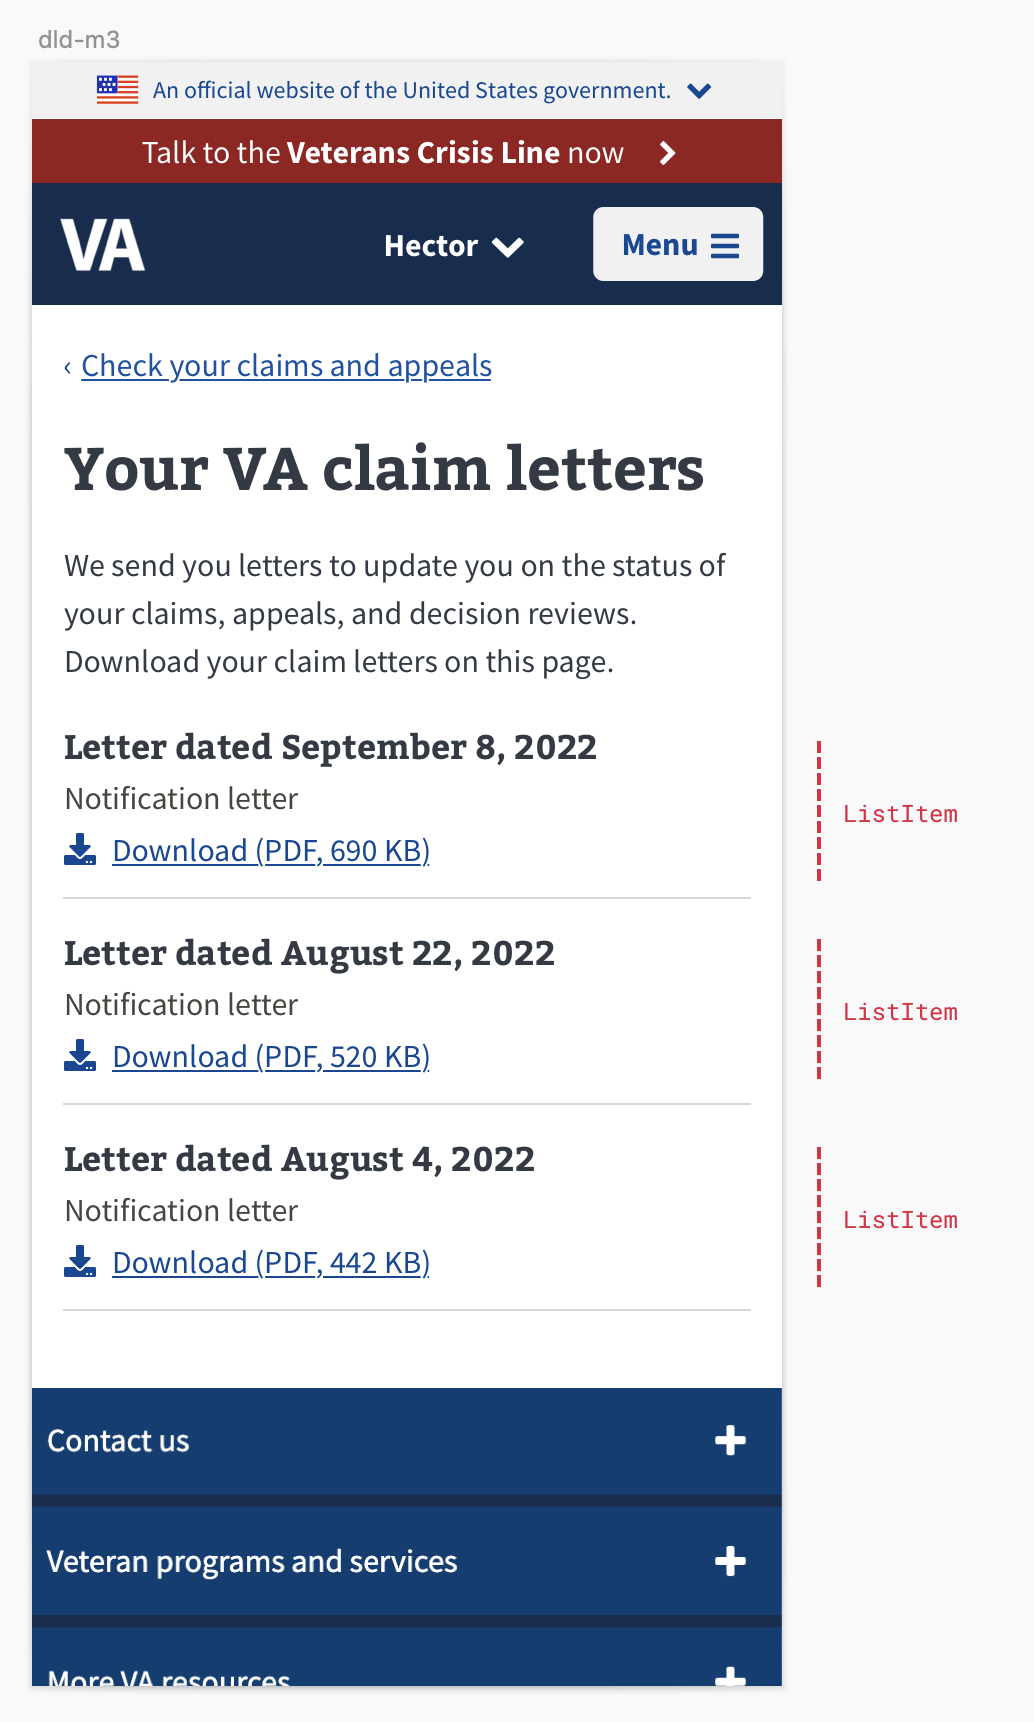 dld-m3
An official website of the United States government.
Talk to the Veterans Crisis Line now
VA
Hector
Menu
‹ Check your claims and appeals
Your VA claim letters
We send you letters to update you on the status of
your claims, appeals, and decision reviews.
Download your claim letters on this page.
Letter dated September 8, 2022
Notification letter
Download (PDF, 690 KB)
ListItem
Letter dated August 22, 2022
Notification letter
Download (PDF, 520 KB)
ListItem
Letter dated August 4, 2022
Notification letter
Download (PDF, 442 KB)
ListItem
Contact us
Veteran programs and services
More VA resources